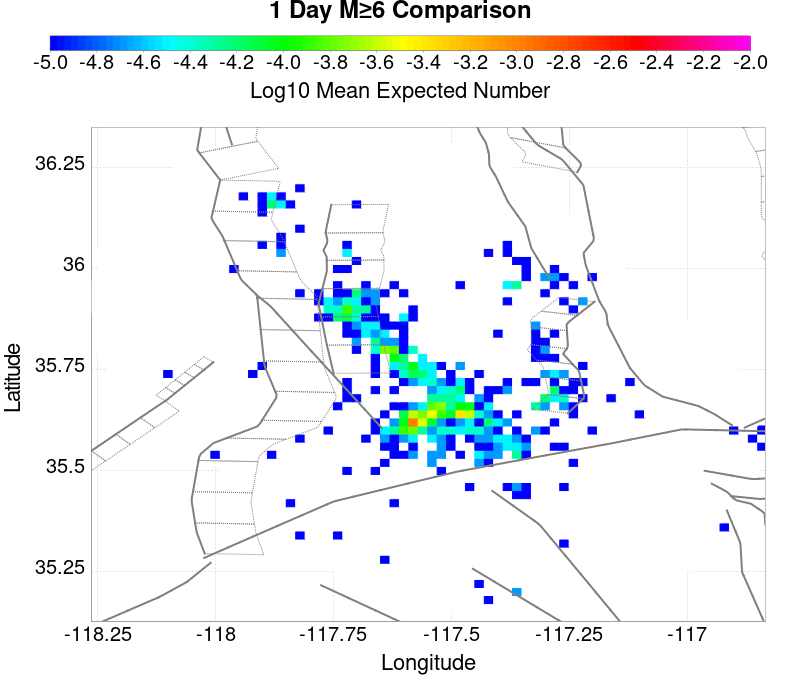 1 Day M≥6 Comparison
-5.0 -4.8 -4.6 -4.4 -4.2 -4.0 -3.8 -3.6 -3.4 -3.2 -3.0 -2.8 -2.6 -2.4 -2.2 -2.0
Log10 Mean Expected Number
36.25
36
35.75
35.5
35.25
Latitude
-118.25 -118 -117.75 -117.5 -117.25 -117
Longitude